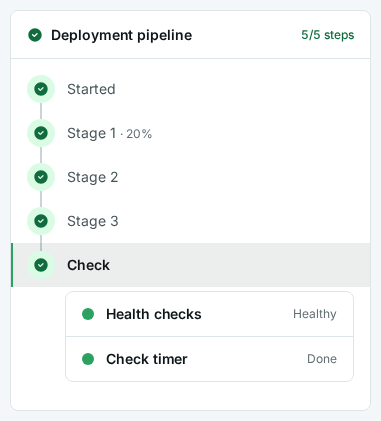 Deployment pipeline 5/5 steps
Started
Stage 1 · 20%
Stage 2
Stage 3
Check
Health checks Healthy
Check timer Done